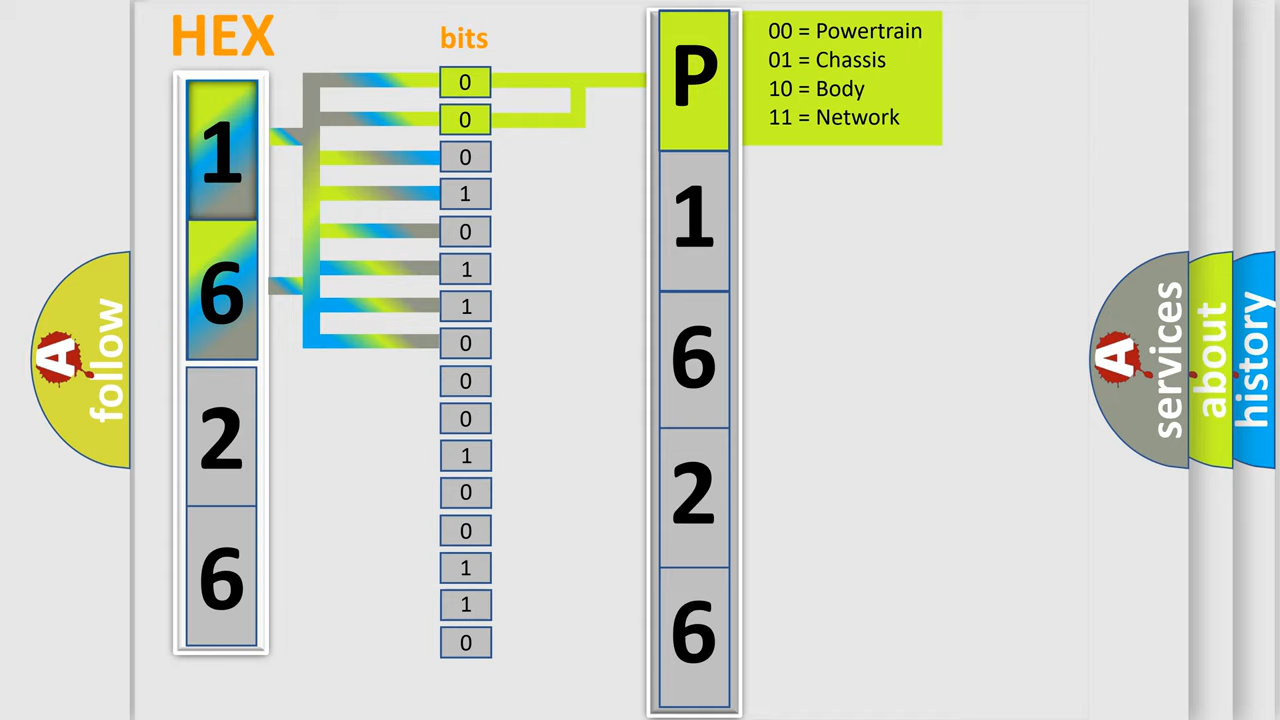 HEX
bits
1
6
2
6
0
0
0
1
0
1
1
0
0
0
1
0
0
1
1
0
P
1
6
2
6
00 = Powertrain
01 = Chassis
10 = Body
11 = Network
A
follow
A
services
about
history